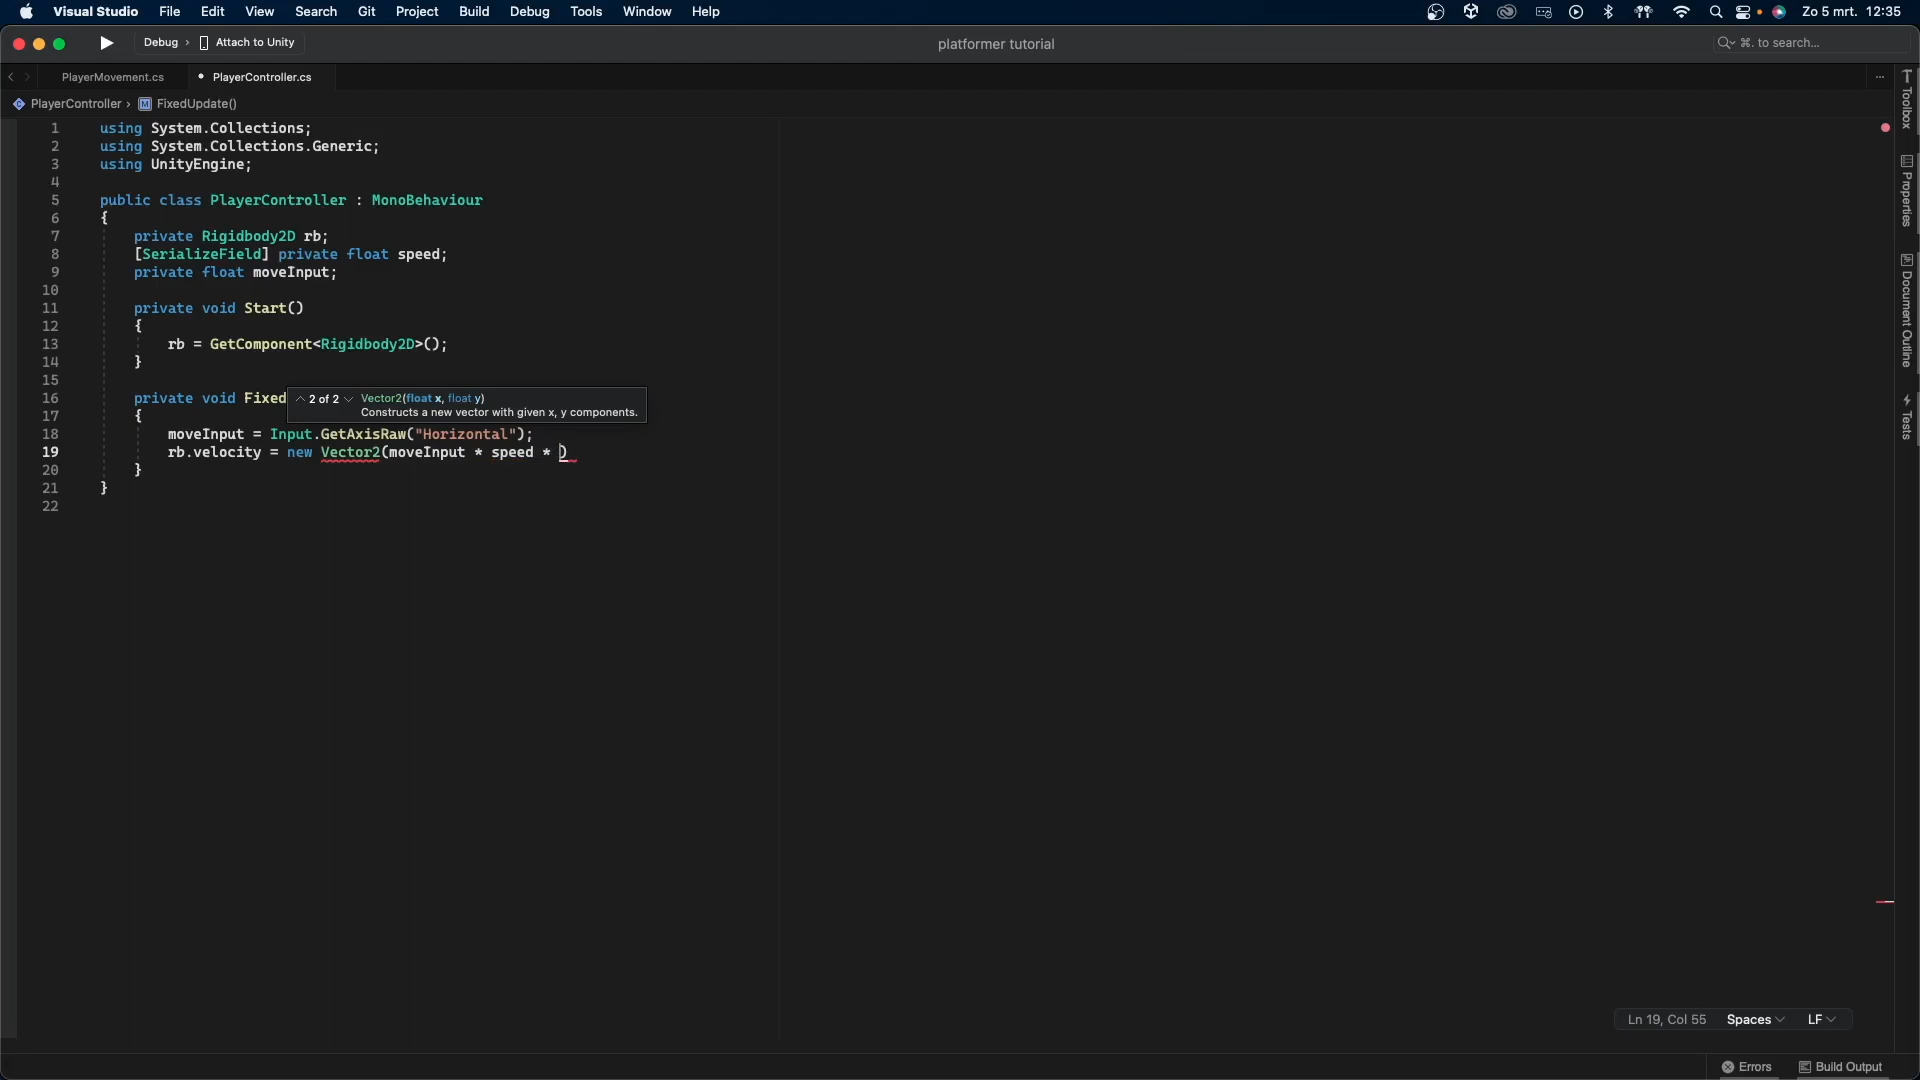 Visual Studio File Edit View Search Git Project Build Debug Tools Window Help Zo 5 mrt. 12:35
Debug › Attach to Unity platformer tutorial ⌘. to search...
PlayerMovement.cs PlayerController.cs
PlayerController › M FixedUpdate()
1 using System.Collections;
2 using System.Collections.Generic;
3 using UnityEngine;
4
5 public class PlayerController : MonoBehaviour
6 {
7 private Rigidbody2D rb;
8 [SerializeField] private float speed;
9 private float moveInput;
10
11 private void Start()
12 {
13 rb = GetComponent<Rigidbody2D>();
14 }
15
16 private void Fixed
2 of 2 Vector2(float x, float y)
Constructs a new vector with given x, y components.
17 {
18 moveInput = Input.GetAxisRaw("Horizontal");
19 rb.velocity = new Vector2(moveInput * speed * )
20 }
21 }
22
Toolbox
Properties
Document Outline
Tests
Ln 19, Col 55 Spaces LF
Errors Build Output